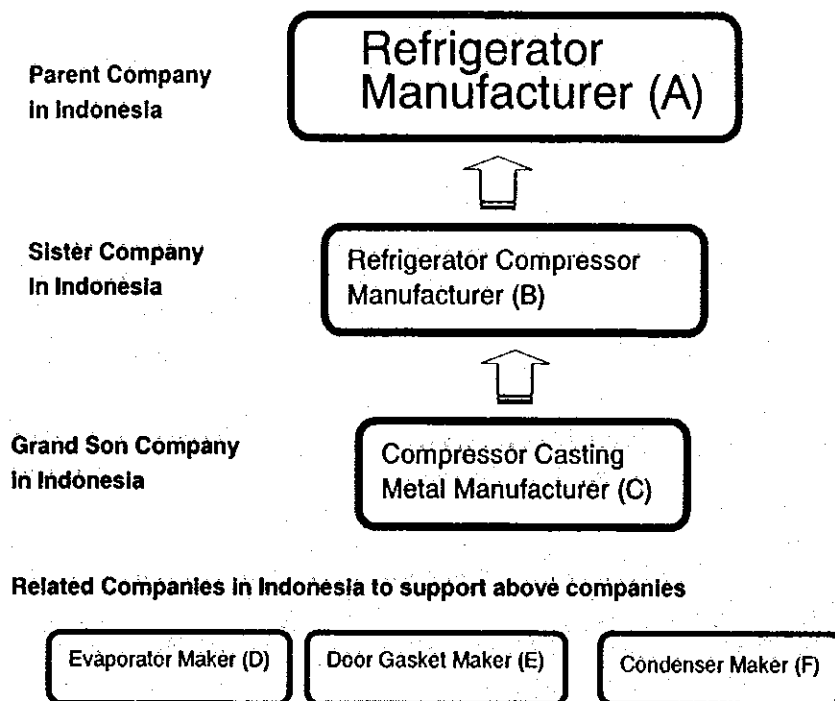 Parent Company
in Indonesia
Refrigerator
Manufacturer (A)
Sister Company
in Indonesia
Refrigerator Compressor
Manufacturer (B)
Grand Son Company
in Indonesia
Compressor Casting
Metal Manufacturer (C)
Related Companies in Indonesia to support above companies
Evaporator Maker (D)
Door Gasket Maker (E)
Condenser Maker (F)